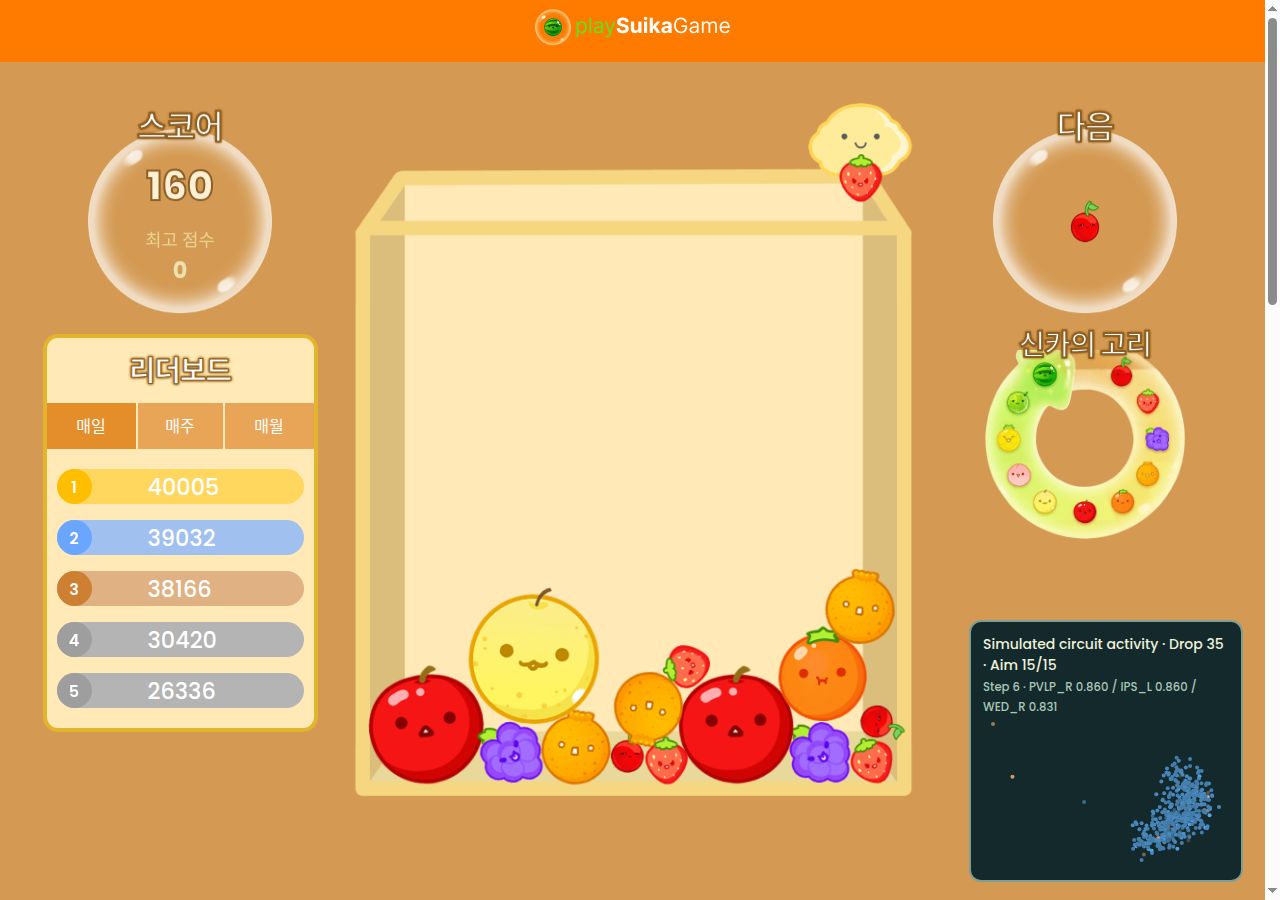 playSuikaGame
스코어
160
최고 점수
0
리더보드
매일 매주 매월
1 40005
2 39032
3 38166
4 30420
5 26336
다음
신카의 고리
Simulated circuit activity · Drop 35
· Aim 15/15
Step 6 · PVLP_R 0.860 / IPS_L 0.860 /
WED_R 0.831